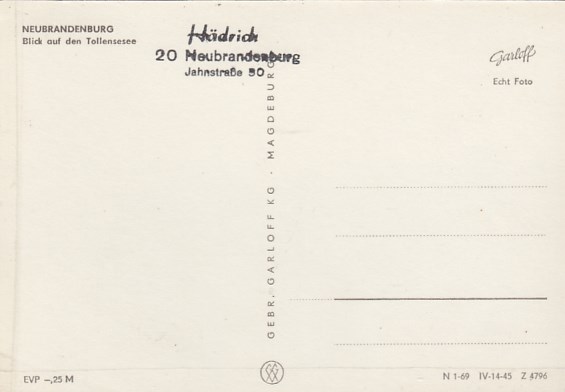 NEUBRANDENBURG
Blick auf den Tollensesee
Hädrich
20 Neubrandenburg
Jahnstraße 50
Garloff
Echt Foto
GEBR. GARLOFF KG · MAGDEBURG
EVP –,25 M
N 1-69 IV-14-45 Z 4796